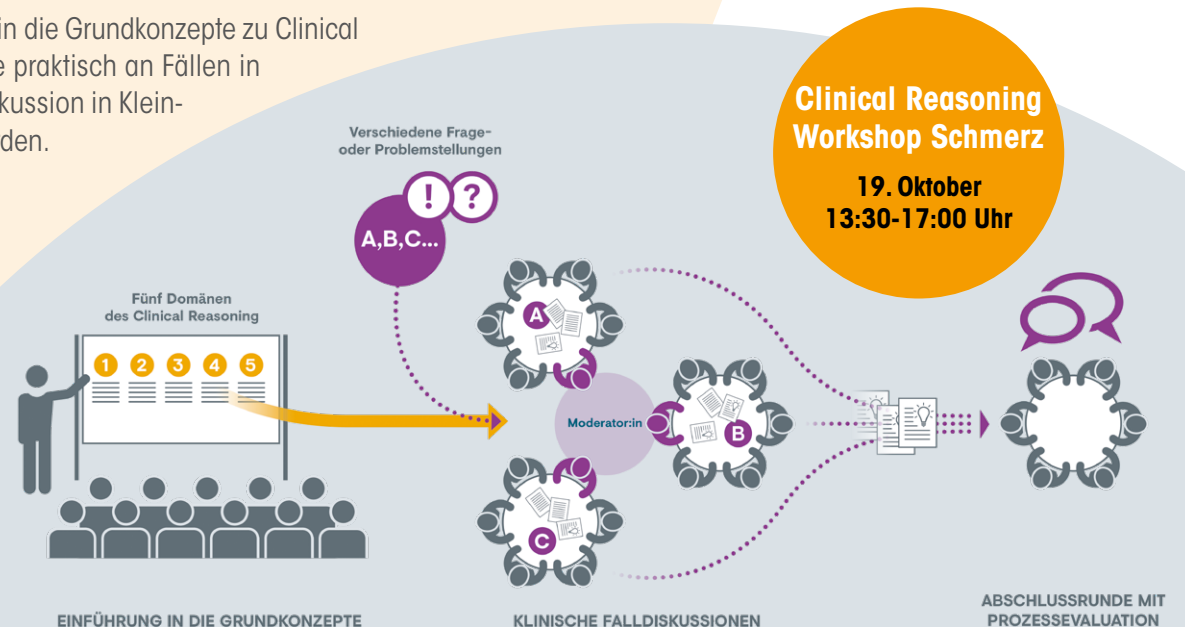 in die Grundkonzepte zu Clinical
e praktisch an Fällen in
kussion in Klein-
rden.
Clinical Reasoning
Workshop Schmerz
19. Oktober
13:30-17:00 Uhr
Verschiedene Frage-
oder Problemstellungen
! ?
A,B,C...
Fünf Domänen
des Clinical Reasoning
1 2 3 4 5
A
Moderator:in
B
C
EINFÜHRUNG IN DIE GRUNDKONZEPTE
KLINISCHE FALLDISKUSSIONEN
ABSCHLUSSRUNDE MIT
PROZESSEVALUATION